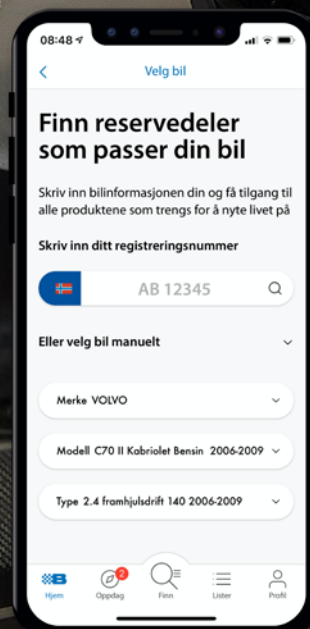 08:48
Velg bil
Finn reservedeler
som passer din bil
Skriv inn bilinformasjonen din og få tilgang til
alle produktene som trengs for å nyte livet på
Skriv inn ditt registreringsnummer
AB 12345
Eller velg bil manuelt
Merke VOLVO
Modell C70 II Kabriolet Bensin 2006-2009
Type 2.4 framhjulsdrift 140 2006-2009
B
2
Hjem
Oppdag
Finn
Lister
Profil